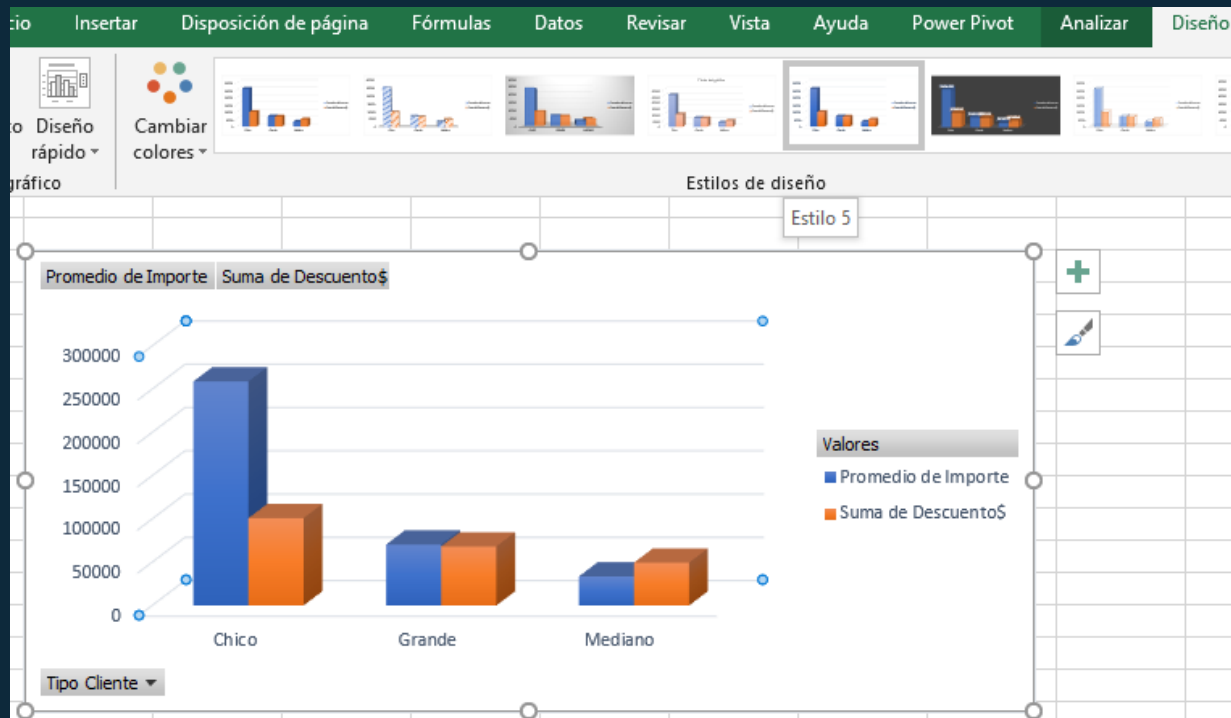 cio Insertar Disposición de página Fórmulas Datos Revisar Vista Ayuda Power Pivot Analizar Diseño
Diseño
rápido
Cambiar
colores
gráfico
Estilos de diseño
Estilo 5
Promedio de Importe Suma de Descuento$
300000
250000
200000
150000
100000
50000
0
Chico Grande Mediano
Valores
Promedio de Importe
Suma de Descuento$
Tipo Cliente